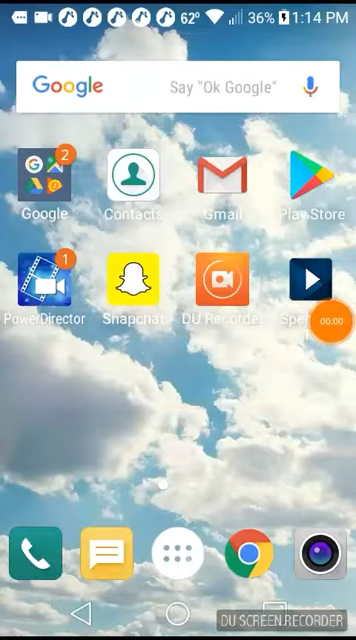 62° 36% 1:14 PM
Google Say "Ok Google"
2
Google Contacts Gmail Play Store
1
PowerDirector Snapchat DU Recorder
00:00
DU SCREEN RECORDER